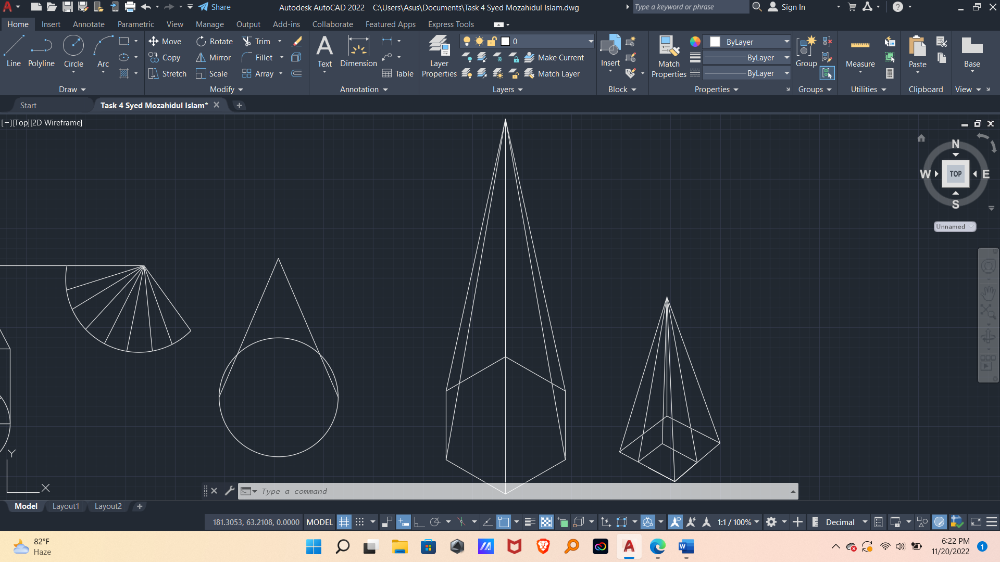 Share
Autodesk AutoCAD 2022 C:\Users\Asus\Documents\Task 4 Syed Mozahidul Islam.dwg
Type a keyword or phrase
Sign In
Home Insert Annotate Parametric View Manage Output Add-ins Collaborate Featured Apps Express Tools
Line Polyline Circle Arc
Draw
Move Rotate Trim
Copy Mirror Fillet
Stretch Scale Array
Modify
Text Dimension
Table
Annotation
Layer Properties
0
Make Current
Match Layer
Layers
Insert
Block
Match Properties
ByLayer
ByLayer
ByLayer
Properties
Group
Groups
Measure
Utilities
Paste
Clipboard
Base
View
Start
Task 4 Syed Mozahidul Islam*
[−][Top][2D Wireframe]
N
W TOP E
S
Unnamed
Y
X
Type a command
Model Layout1 Layout2
181.3053, 63.2108, 0.0000 MODEL
1:1 / 100%
Decimal
82°F
Haze
6:22 PM
11/20/2022
1